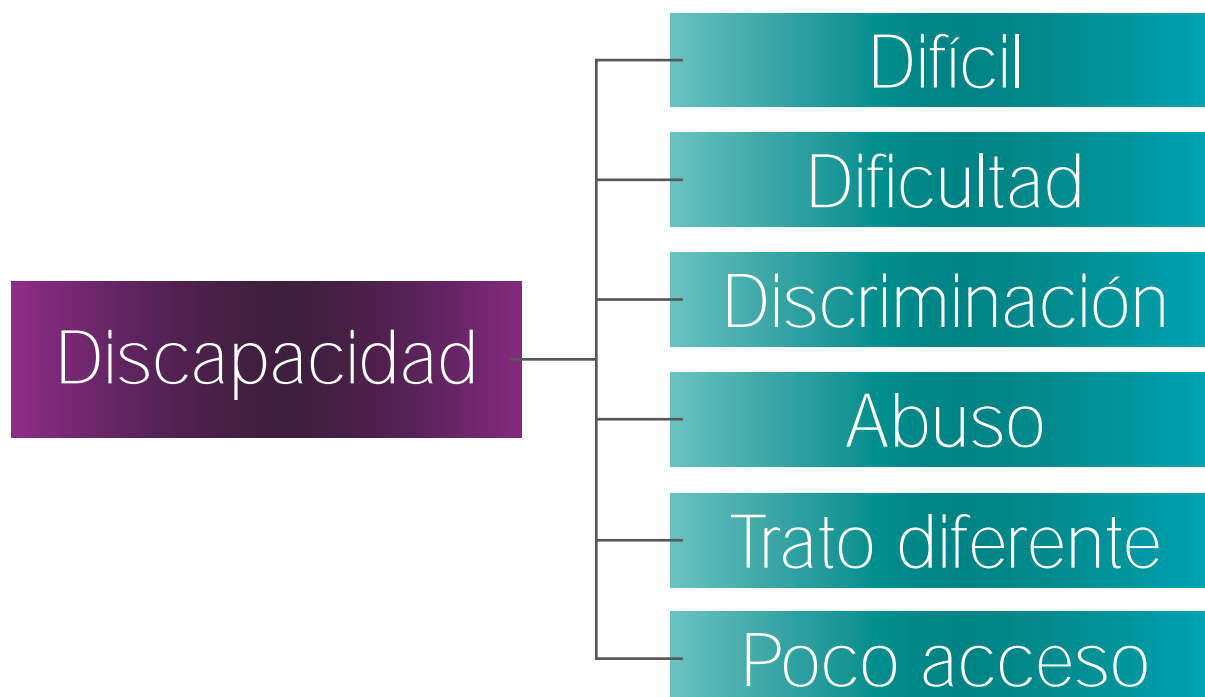 Discapacidad
Difícil
Dificultad
Discriminación
Abuso
Trato diferente
Poco acceso